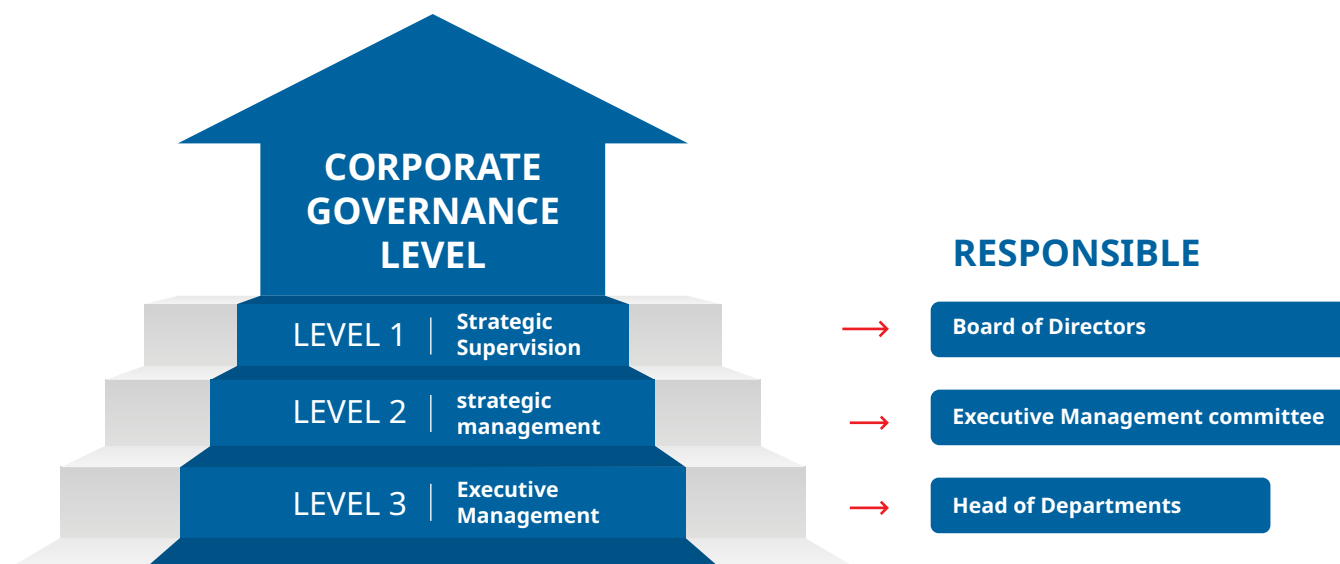 CORPORATE
GOVERNANCE
LEVEL
RESPONSIBLE
LEVEL 1
Strategic
Supervision
Board of Directors
LEVEL 2
strategic
management
Executive Management committee
LEVEL 3
Executive
Management
Head of Departments